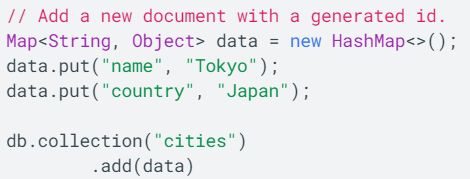 // Add a new document with a generated id.
Map<String, Object> data = new HashMap<>();
data.put("name", "Tokyo");
data.put("country", "Japan");
db.collection("cities")
.add(data)